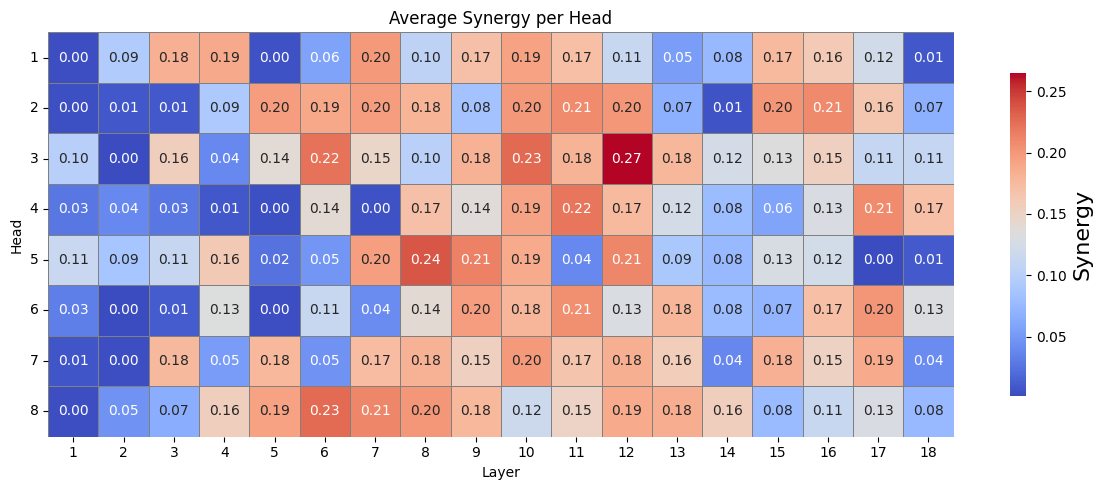 Average Synergy per Head
1 0.00 0.09 0.18 0.19 0.00 0.06 0.20 0.10 0.17 0.19 0.17 0.11 0.05 0.08 0.17 0.16 0.12 0.01
2 0.00 0.01 0.01 0.09 0.20 0.19 0.20 0.18 0.08 0.20 0.21 0.20 0.07 0.01 0.20 0.21 0.16 0.07
3 0.10 0.00 0.16 0.04 0.14 0.22 0.15 0.10 0.18 0.23 0.18 0.27 0.18 0.12 0.13 0.15 0.11 0.11
4 0.03 0.04 0.03 0.01 0.00 0.14 0.00 0.17 0.14 0.19 0.22 0.17 0.12 0.08 0.06 0.13 0.21 0.17
5 0.11 0.09 0.11 0.16 0.02 0.05 0.20 0.24 0.21 0.19 0.04 0.21 0.09 0.08 0.13 0.12 0.00 0.01
6 0.03 0.00 0.01 0.13 0.00 0.11 0.04 0.14 0.20 0.18 0.21 0.13 0.18 0.08 0.07 0.17 0.20 0.13
7 0.01 0.00 0.18 0.05 0.18 0.05 0.17 0.18 0.15 0.20 0.17 0.18 0.16 0.04 0.18 0.15 0.19 0.04
8 0.00 0.05 0.07 0.16 0.19 0.23 0.21 0.20 0.18 0.12 0.15 0.19 0.18 0.16 0.08 0.11 0.13 0.08
1 2 3 4 5 6 7 8 9 10 11 12 13 14 15 16 17 18
Layer
Head
0.25
0.20
0.15
0.10
0.05
Synergy